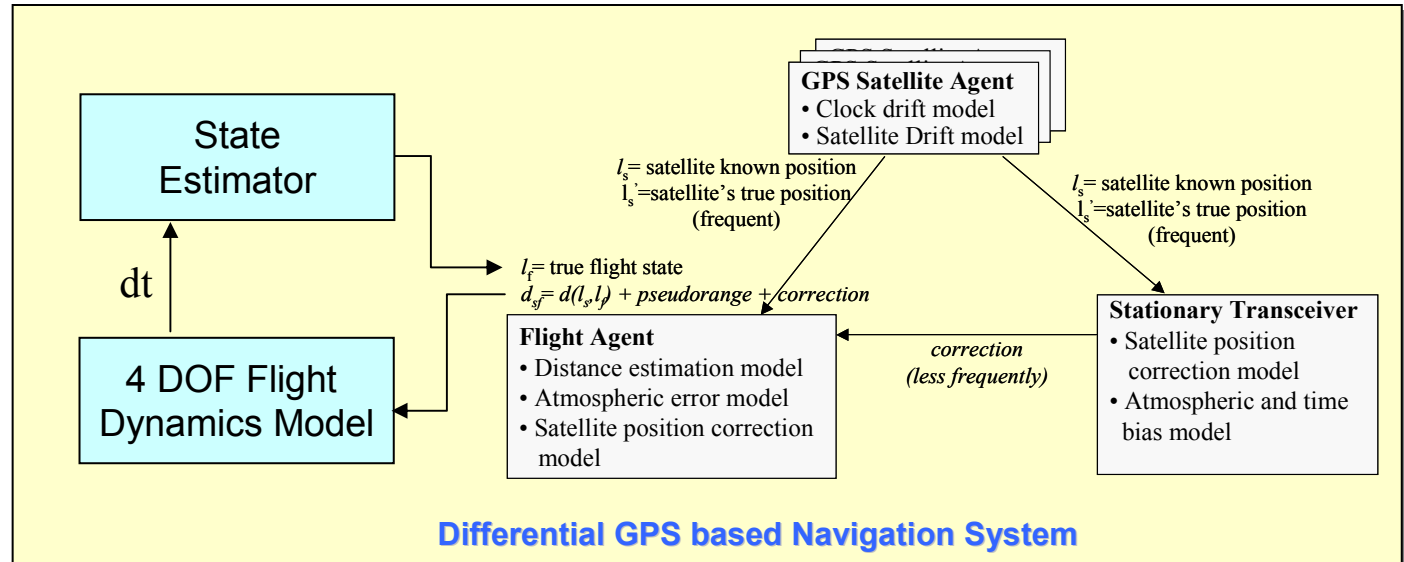 GPS Satellite Agent
• Clock drift model
• Satellite Drift model
State
Estimator
lₛ= satellite known position
lₛ'=satellite's true position
(frequent)
lₛ= satellite known position
lₛ'=satellite's true position
(frequent)
dt
l_f= true flight state
d_sf= d(lₛ,l_f) + pseudorange + correction
4 DOF Flight
Dynamics Model
Flight Agent
• Distance estimation model
• Atmospheric error model
• Satellite position correction
model
correction
(less frequently)
Stationary Transceiver
• Satellite position
correction model
• Atmospheric and time
bias model
Differential GPS based Navigation System